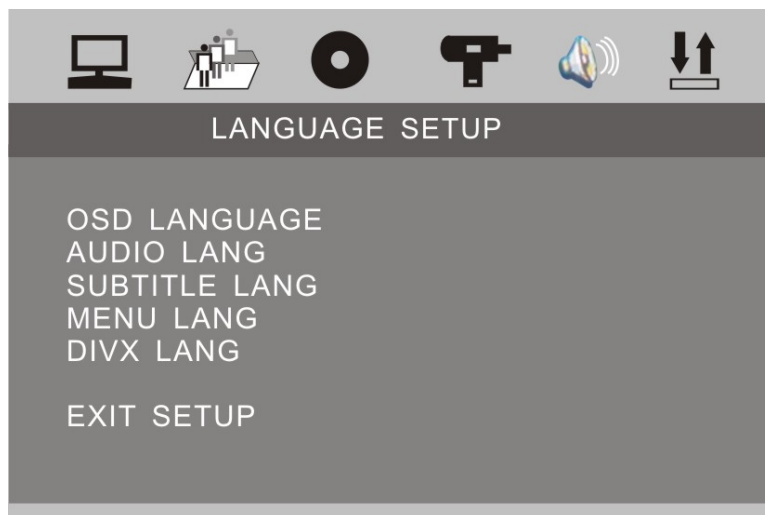 LANGUAGE SETUP
OSD LANGUAGE
AUDIO LANG
SUBTITLE LANG
MENU LANG
DIVX LANG
EXIT SETUP